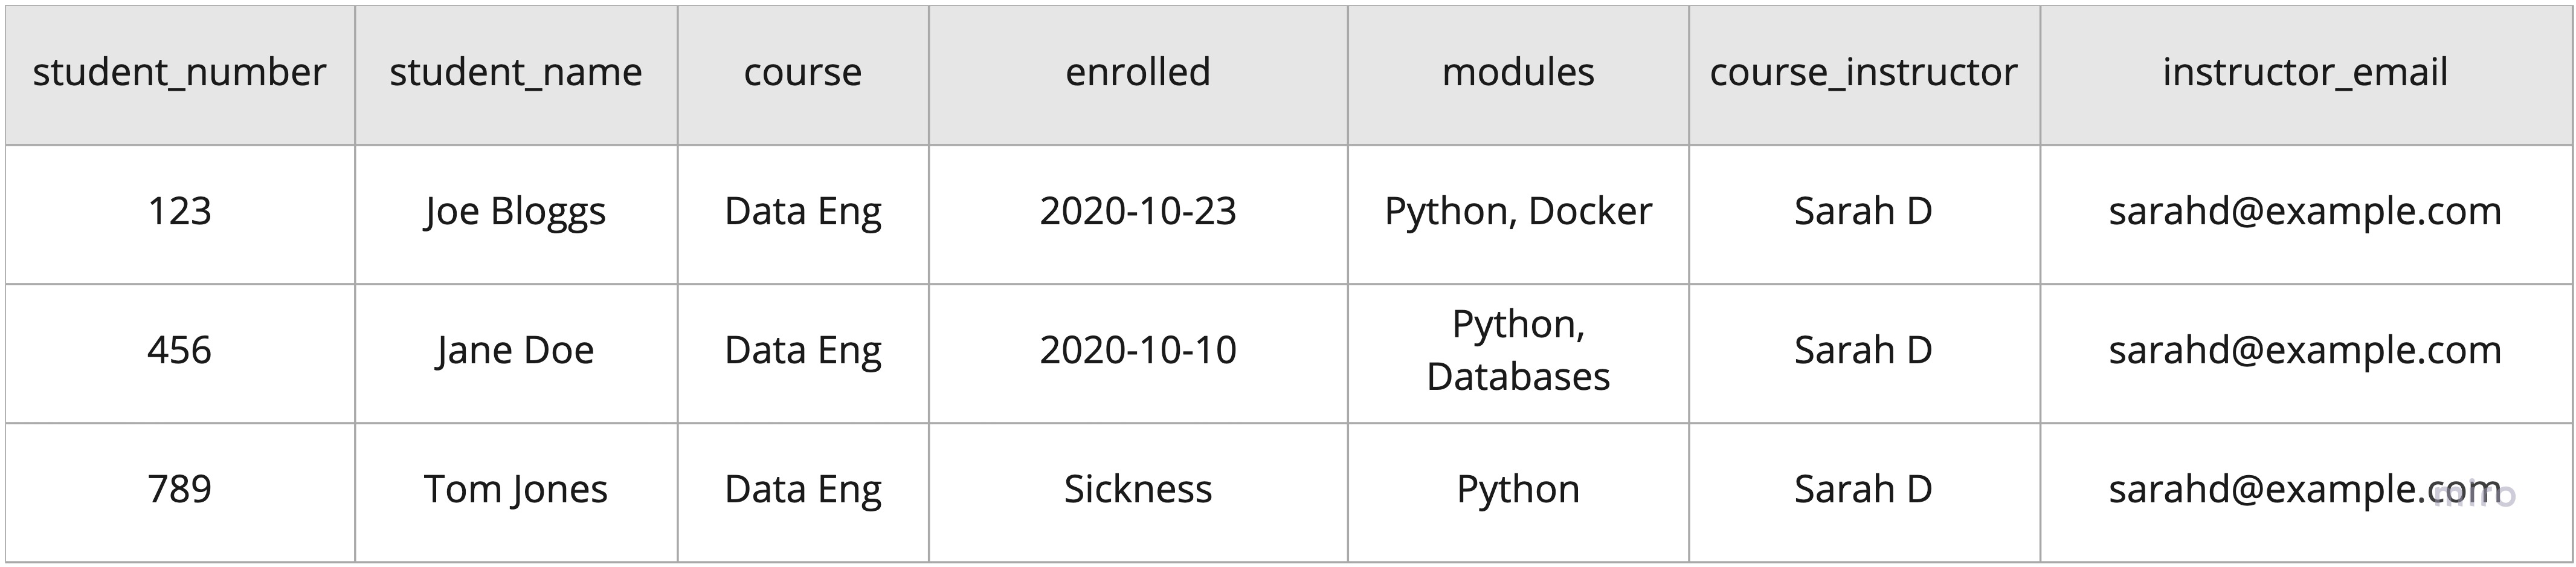 student_number student_name course enrolled modules course_instructor instructor_email
123 Joe Bloggs Data Eng 2020-10-23 Python, Docker Sarah D sarahd@example.com
456 Jane Doe Data Eng 2020-10-10 Python, Databases Sarah D sarahd@example.com
789 Tom Jones Data Eng Sickness Python Sarah D sarahd@example.com
miro